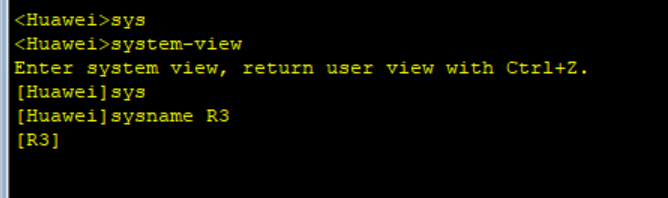 <Huawei>sys
<Huawei>system-view
Enter system view, return user view with Ctrl+Z.
[Huawei]sys
[Huawei]sysname R3
[R3]